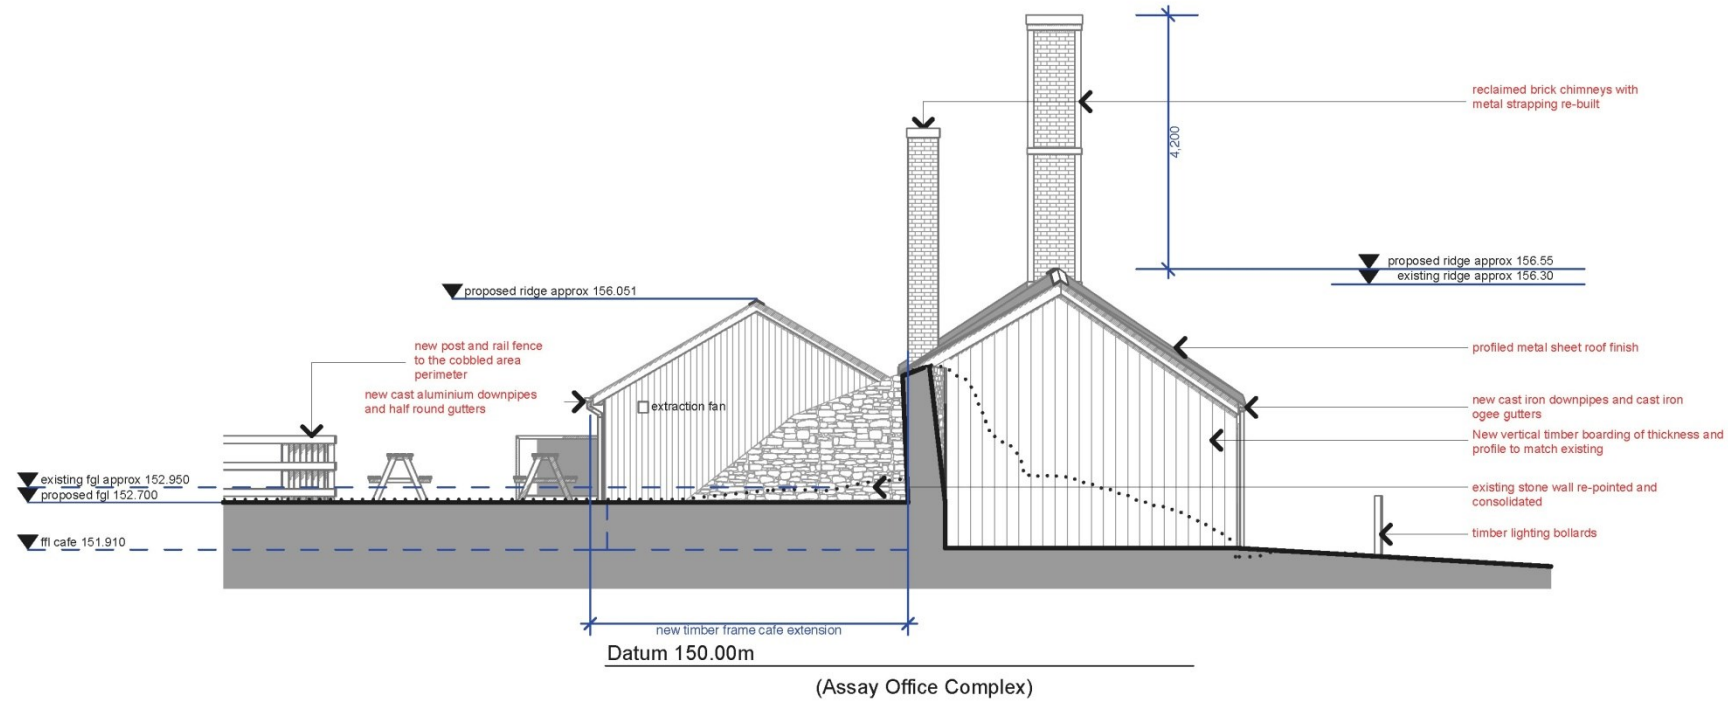 reclaimed brick chimneys with
metal strapping re-built
4,200
proposed ridge approx 156.55
existing ridge approx 156.30
proposed ridge approx 156.051
new post and rail fence
to the cobbled area
perimeter
profiled metal sheet roof finish
new cast aluminium downpipes
and half round gutters
extraction fan
new cast iron downpipes and cast iron
ogee gutters
New vertical timber boarding of thickness and
profile to match existing
existing fgl approx 152.950
proposed fgl 152.700
existing stone wall re-pointed and
consolidated
ffl cafe 151.910
timber lighting bollards
new timber frame cafe extension
Datum 150.00m
(Assay Office Complex)